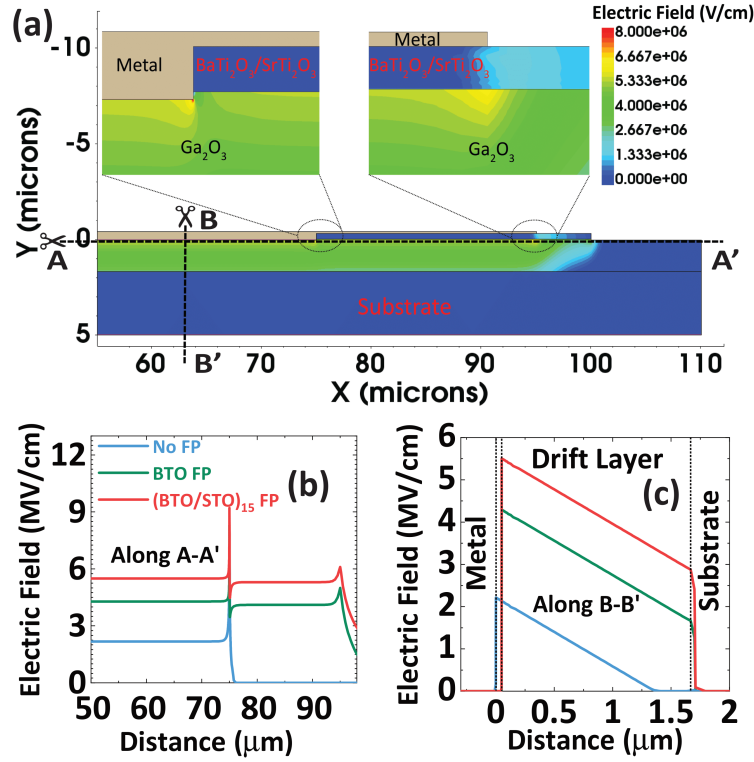 (a)
Electric Field (V/cm)
8.000e+06
6.667e+06
5.333e+06
4.000e+06
2.667e+06
1.333e+06
0.000e+00
Metal
BaTi₂O₃/SrTi₂O₃
Ga₂O₃
Metal
BaTi₂O₃/SrTi₂O₃
Ga₂O₃
Y (microns)
-10
-5
0
5
B
A
A'
Substrate
B'
60 70 80 90 100 110
X (microns)
(b)
Electric Field (MV/cm)
12
9
6
3
0
No FP
BTO FP
(BTO/STO)₁₅ FP
Along A-A'
50 60 70 80 90
Distance (μm)
(c)
Electric Field (MV/cm)
6
5
4
3
2
1
0
Drift Layer
Metal
Along B-B'
Substrate
0 0.5 1 1.5 2
Distance (μm)